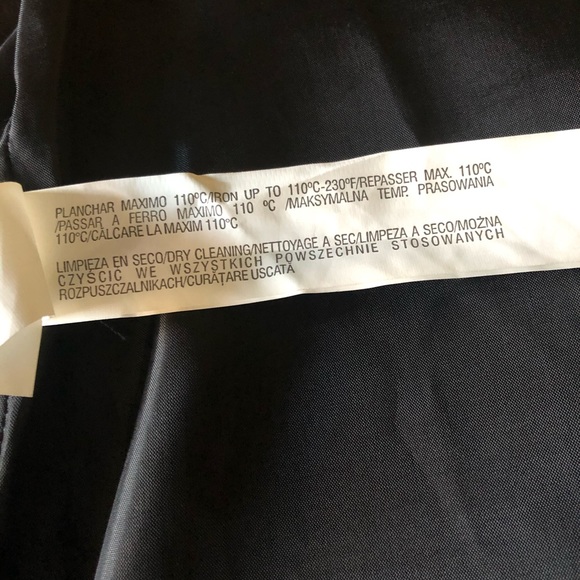 PLANCHAR MAXIMO 110ºC/IRON UP TO 110ºC-230ºF/REPASSER MAX. 110ºC
/PASSAR A FERRO MAXIMO 110 ºC /MAKSYMALNA TEMP. PRASOWANIA
110ºC/CĂLCARE LA MAXIM 110ºC
LIMPIEZA EN SECO/DRY CLEANING/NETTOYAGE A SEC/LIMPEZA A SECO/MOŻNA
CZYŚCIĆ WE WSZYSTKICH POWSZECHNIE STOSOWANYCH
ROZPUSZCZALNIKACH/CURĂŢARE USCATĂ